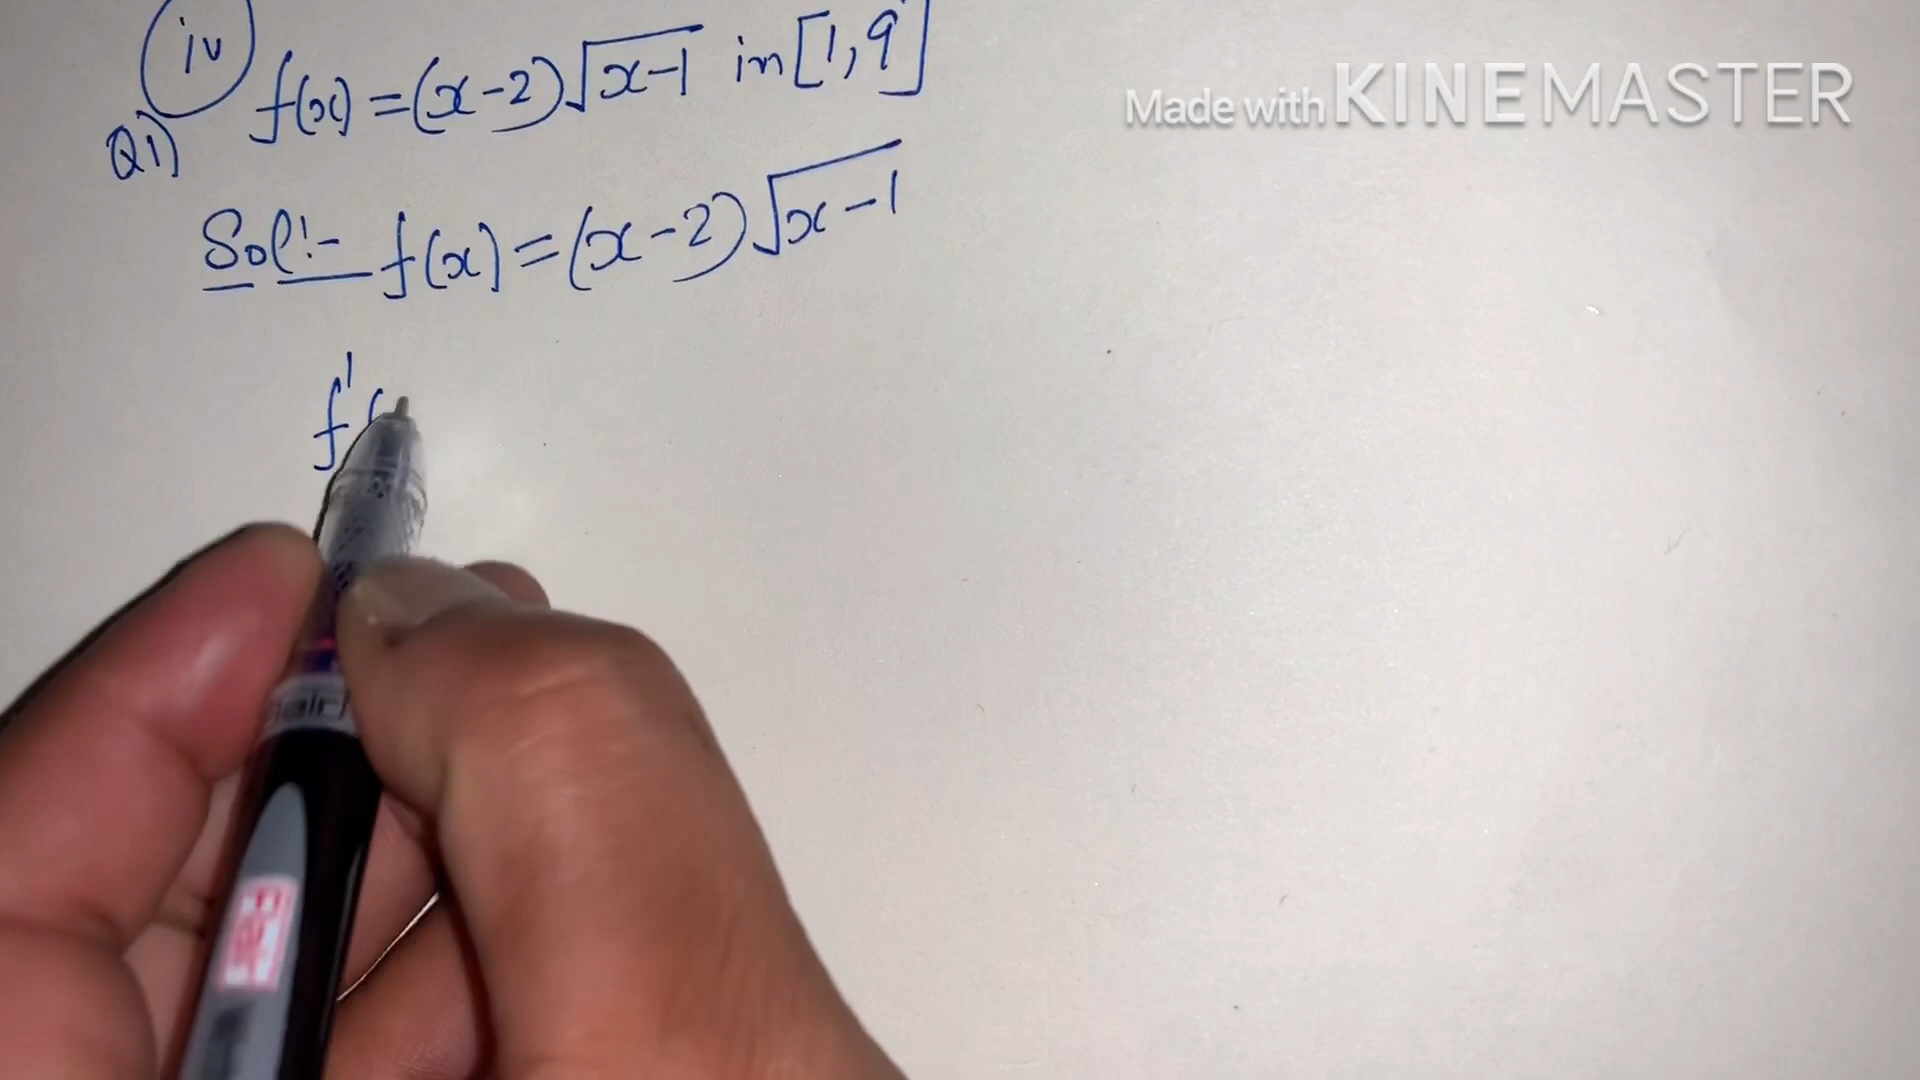 iv f(x) = (x-2)√x-1 in [1, 9]
Q1)
Sol!- f(x) = (x-2)√x-1
f'(
Made with KINEMASTER